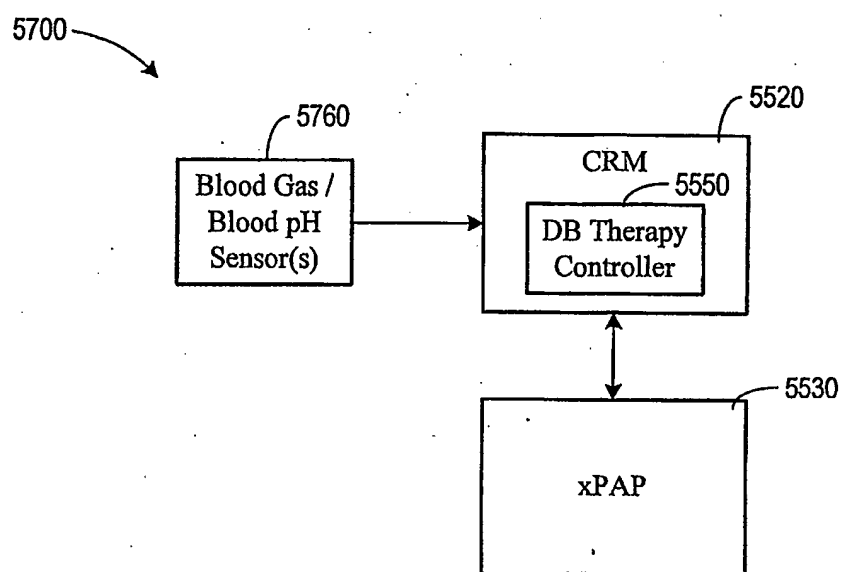 5700
5760
5520
Blood Gas /
Blood pH
Sensor(s)
CRM
5550
DB Therapy
Controller
5530
xPAP